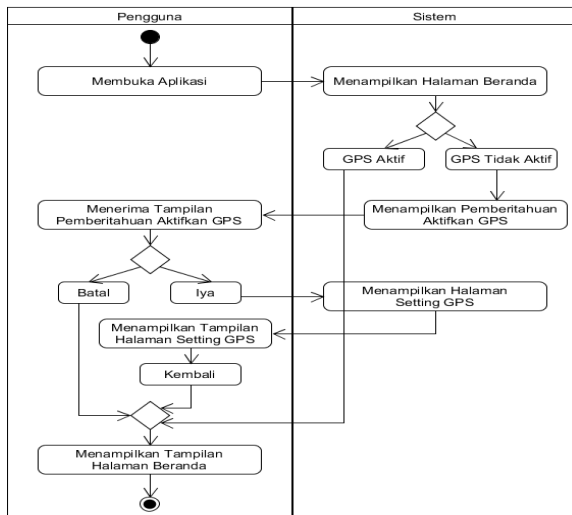 Pengguna
Sistem
Membuka Aplikasi
Menampilkan Halaman Beranda
GPS Aktif
GPS Tidak Aktif
Menerima Tampilan
Pemberitahuan Aktifkan GPS
Menampilkan Pemberitahuan
Aktifkan GPS
Batal
Iya
Menampilkan Halaman
Setting GPS
Menampilkan Tampilan
Halaman Setting GPS
Kembali
Menampilkan Tampilan
Halaman Beranda